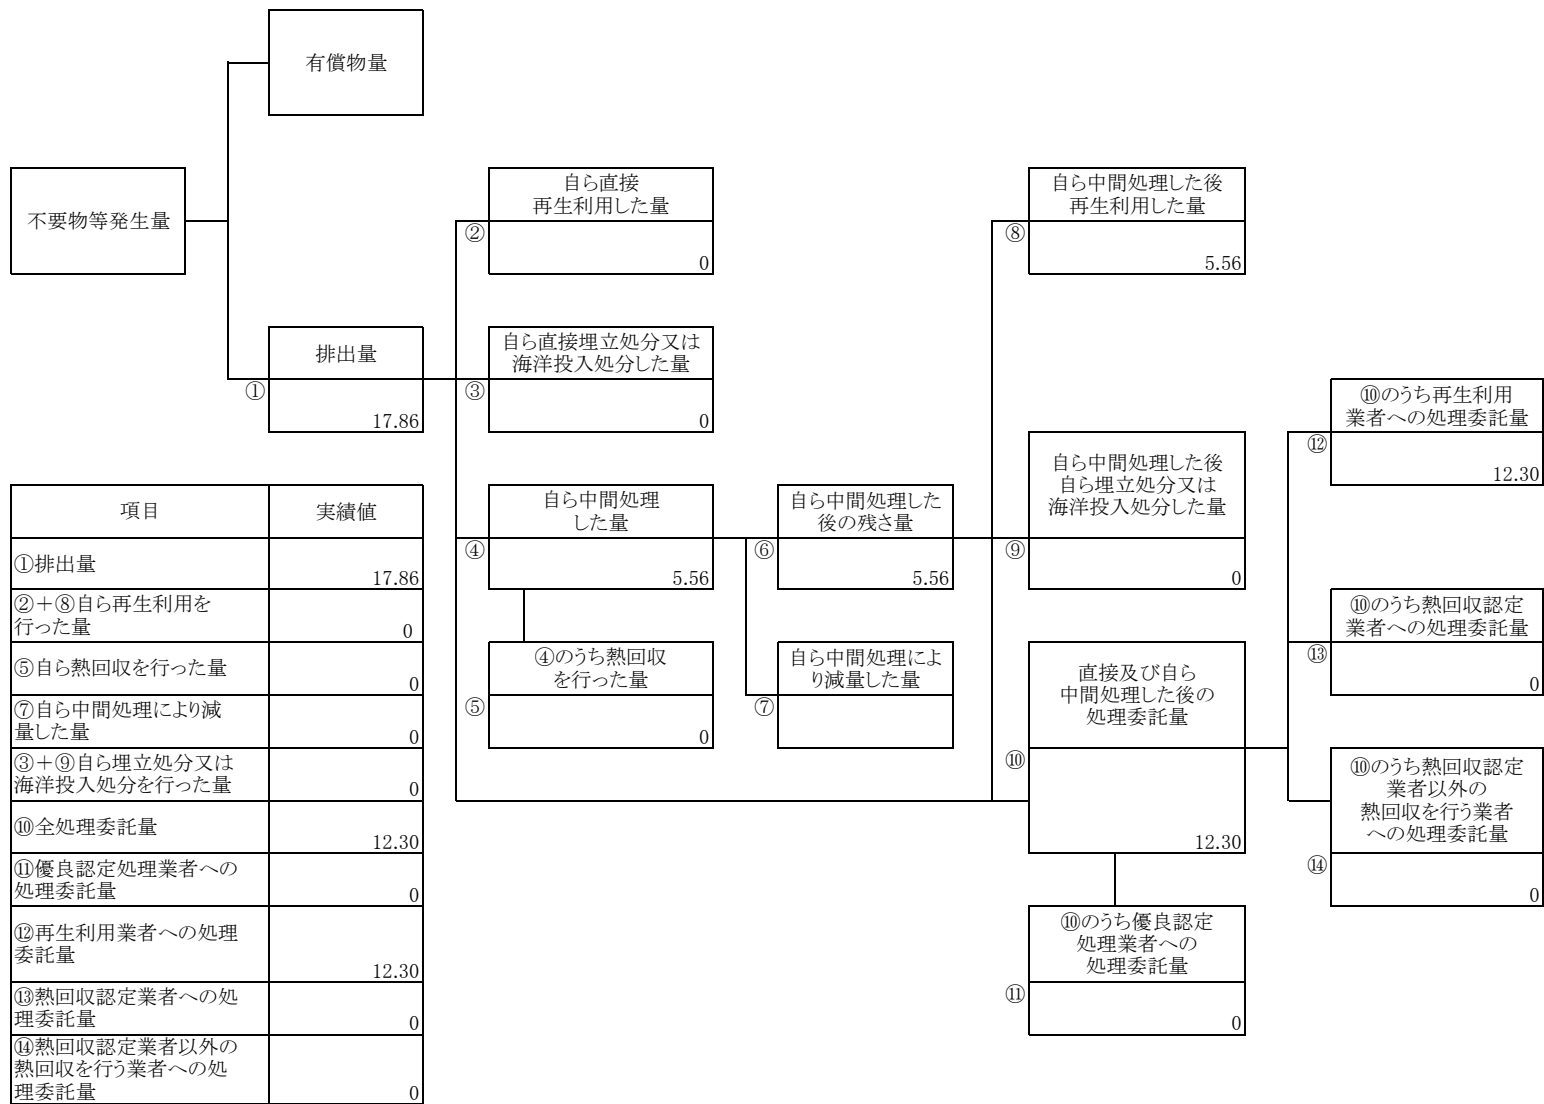 有償物量
不要物等発生量
自ら直接
再生利用した量
②
0
自ら中間処理した後
再生利用した量
⑧
5.56
排出量
①
17.86
自ら直接埋立処分又は
海洋投入処分した量
③
0
⑩のうち再生利用
業者への処理委託量
⑫
12.30
自ら中間処理した後
自ら埋立処分又は
海洋投入処分した量
⑨
0
自ら中間処理
した量
④
5.56
自ら中間処理した
後の残さ量
⑥
5.56
⑩のうち熱回収認定
業者への処理委託量
⑬
0
④のうち熱回収
を行った量
⑤
0
自ら中間処理によ
り減量した量
⑦
直接及び自ら
中間処理した後の
処理委託量
⑩
12.30
⑩のうち熱回収認定
業者以外の
熱回収を行う業者
への処理委託量
⑭
0
⑩のうち優良認定
処理業者への
処理委託量
⑪
0
項目 実績値
①排出量 17.86
②+⑧自ら再生利用を
行った量 0
⑤自ら熱回収を行った量 0
⑦自ら中間処理により減
量した量 0
③+⑨自ら埋立処分又は
海洋投入処分を行った量 0
⑩全処理委託量 12.30
⑪優良認定処理業者への
処理委託量 0
⑫再生利用業者への処理
委託量 12.30
⑬熱回収認定業者への処
理委託量 0
⑭熱回収認定業者以外の
熱回収を行う業者への処
理委託量 0